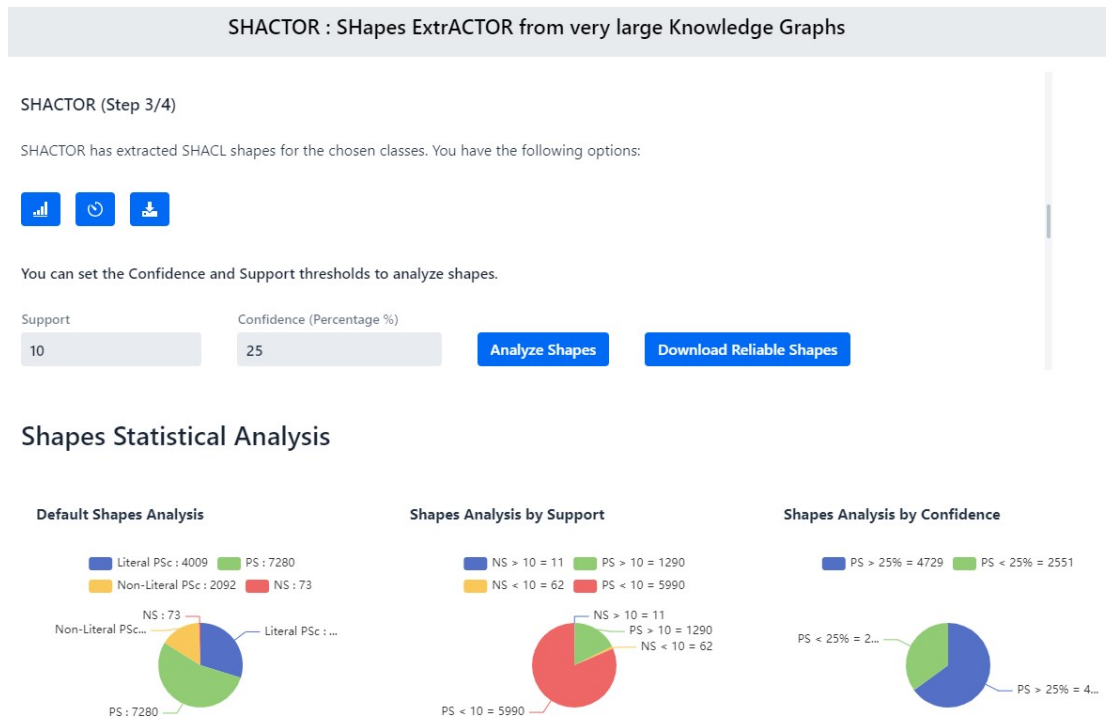 SHACTOR : SHapes ExtrACTOR from very large Knowledge Graphs
SHACTOR (Step 3/4)
SHACTOR has extracted SHACL shapes for the chosen classes. You have the following options:
You can set the Confidence and Support thresholds to analyze shapes.
Support
Confidence (Percentage %)
10
25
Analyze Shapes
Download Reliable Shapes
Shapes Statistical Analysis
Default Shapes Analysis
Literal PSc : 4009
PS : 7280
Non-Literal PSc : 2092
NS : 73
NS : 73
Non-Literal PSc...
Literal PSc : ...
PS : 7280
Shapes Analysis by Support
NS > 10 = 11
PS > 10 = 1290
NS < 10 = 62
PS < 10 = 5990
NS > 10 = 11
PS > 10 = 1290
NS < 10 = 62
PS < 10 = 5990
Shapes Analysis by Confidence
PS > 25% = 4729
PS < 25% = 2551
PS < 25% = 2...
PS > 25% = 4...